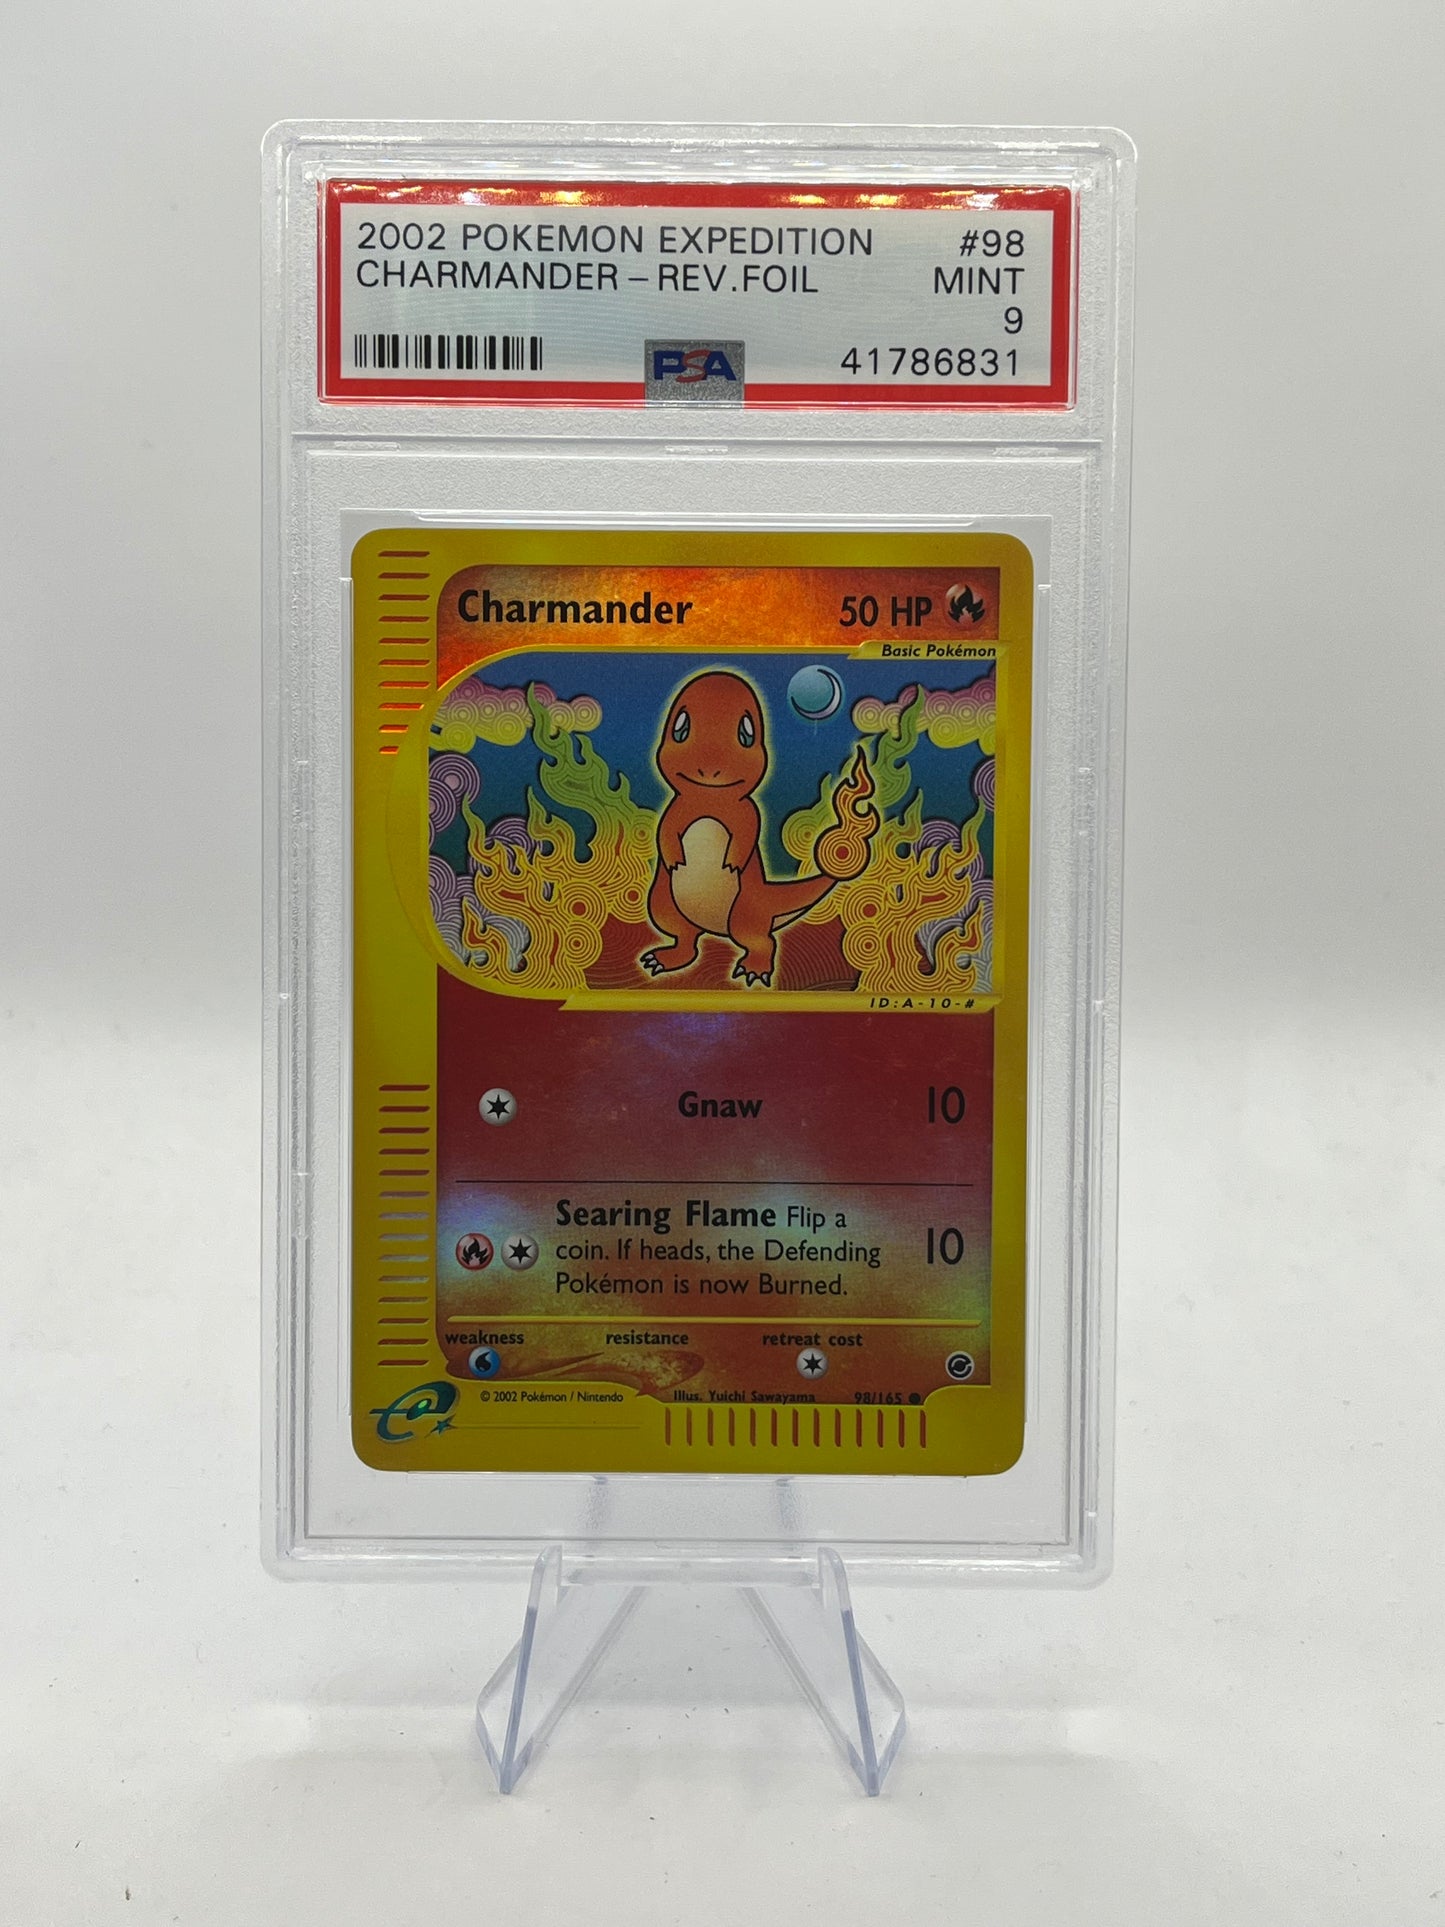 2002 POKEMON EXPEDITION #98
CHARMANDER - REV.FOIL MINT
9
PSA 41786831
Charmander 50 HP
Basic Pokémon
ID:A-10-#
Gnaw 10
Searing Flame Flip a
coin. If heads, the Defending
Pokémon is now Burned.
10
weakness resistance retreat cost
© 2002 Pokémon / Nintendo Illus. Yuichi Sawayama 98/165
e